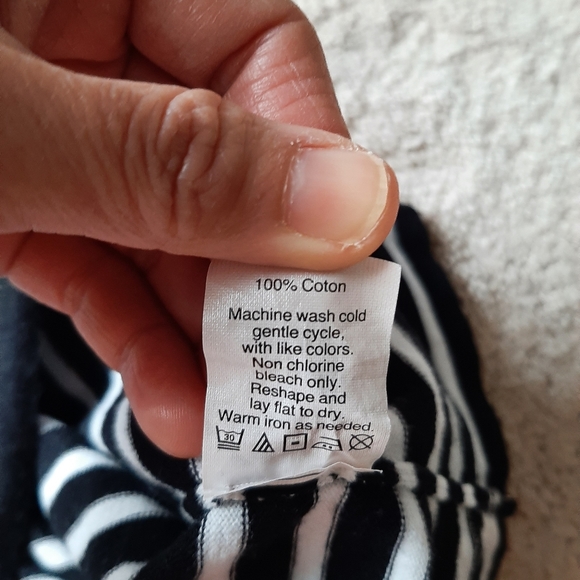 100% Coton
Machine wash cold
gentle cycle,
with like colors.
Non chlorine
bleach only.
Reshape and
lay flat to dry.
Warm iron as needed.
30